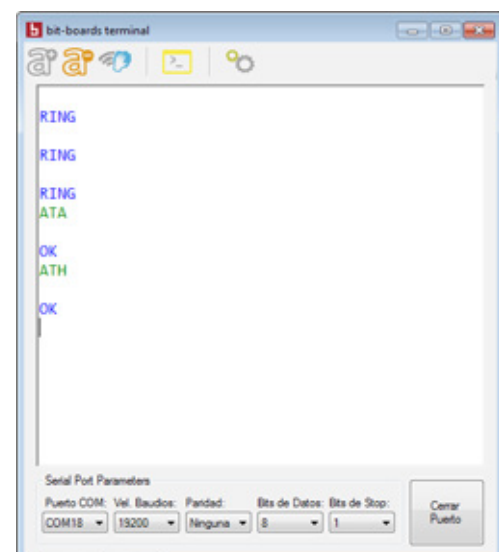 bit-boards terminal
RING
RING
RING
ATA
OK
ATH
OK
Serial Port Parameters
Puerto COM: Vel. Baudios: Paridad: Bits de Datos: Bits de Stop:
COM18 19200 Ninguna 8 1
Cerrar
Puerto